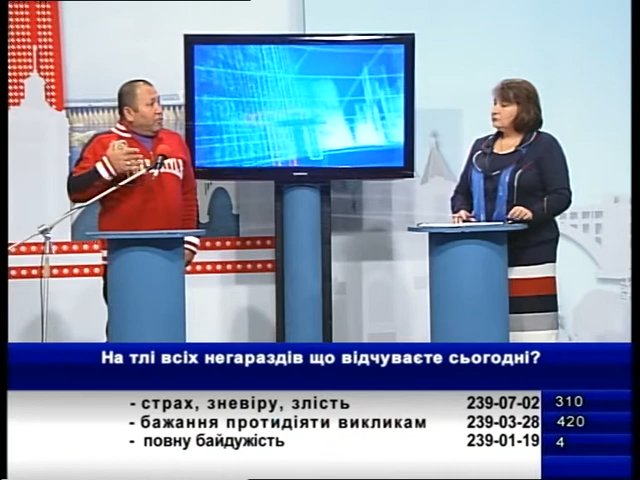 На тлі всіх негараздів що відчуваєте сьогодні?
- страх, зневіру, злість 239-07-02 310
- бажання протидіяти викликам 239-03-28 420
- повну байдужість 239-01-19 4